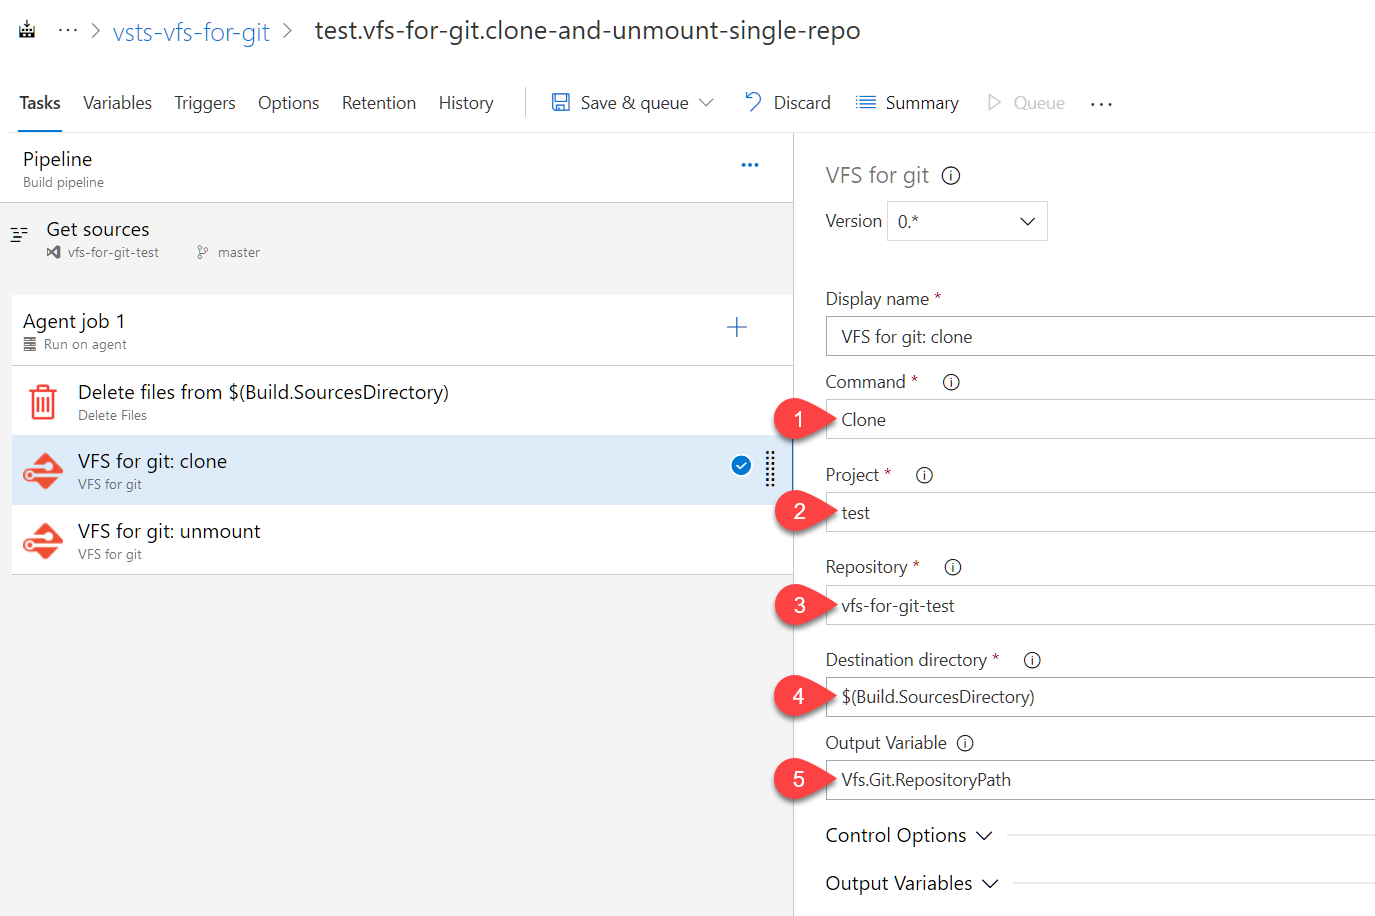 ··· > vsts-vfs-for-git > test.vfs-for-git.clone-and-unmount-single-repo
Tasks Variables Triggers Options Retention History Save & queue Discard Summary Queue ···
Pipeline ···
Build pipeline
Get sources
vfs-for-git-test master
Agent job 1
Run on agent
Delete files from $(Build.SourcesDirectory)
Delete Files
VFS for git: clone
VFS for git
VFS for git: unmount
VFS for git
VFS for git
Version 0.*
Display name *
VFS for git: clone
Command *
1 Clone
Project *
2 test
Repository *
3 vfs-for-git-test
Destination directory *
4 $(Build.SourcesDirectory)
Output Variable
5 Vfs.Git.RepositoryPath
Control Options
Output Variables